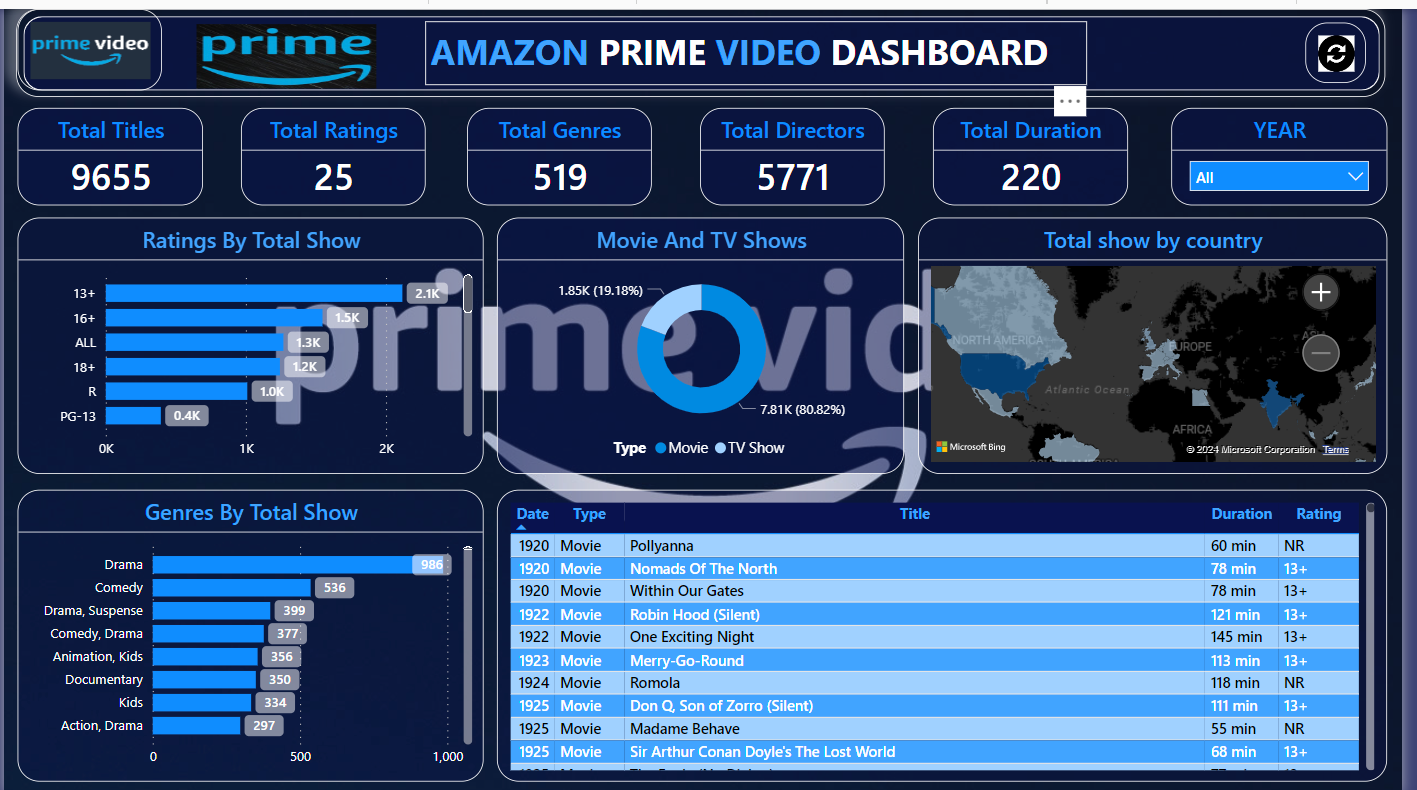 prime video
prime
AMAZON PRIME VIDEO DASHBOARD
Total Titles
9655
Total Ratings
25
Total Genres
519
Total Directors
5771
Total Duration
220
YEAR
All
Ratings By Total Show
13+ 2.1K
16+ 1.5K
ALL 1.3K
18+ 1.2K
R 1.0K
PG-13 0.4K
0K 1K 2K
Movie And TV Shows
1.85K (19.18%)
7.81K (80.82%)
Type Movie TV Show
prime vid
Total show by country
NORTH AMERICA
EUROPE
Atlantic Ocean
AFRICA
Microsoft Bing
© 2024 Microsoft Corporation Terms
Genres By Total Show
Drama 986
Comedy 536
Drama, Suspense 399
Comedy, Drama 377
Animation, Kids 356
Documentary 350
Kids 334
Action, Drama 297
0 500 1,000
Date Type Title Duration Rating
1920 Movie Pollyanna 60 min NR
1920 Movie Nomads Of The North 78 min 13+
1920 Movie Within Our Gates 78 min 13+
1922 Movie Robin Hood (Silent) 121 min 13+
1922 Movie One Exciting Night 145 min 13+
1923 Movie Merry-Go-Round 113 min 13+
1924 Movie Romola 118 min NR
1925 Movie Don Q, Son of Zorro (Silent) 111 min 13+
1925 Movie Madame Behave 55 min NR
1925 Movie Sir Arthur Conan Doyle's The Lost World 68 min 13+